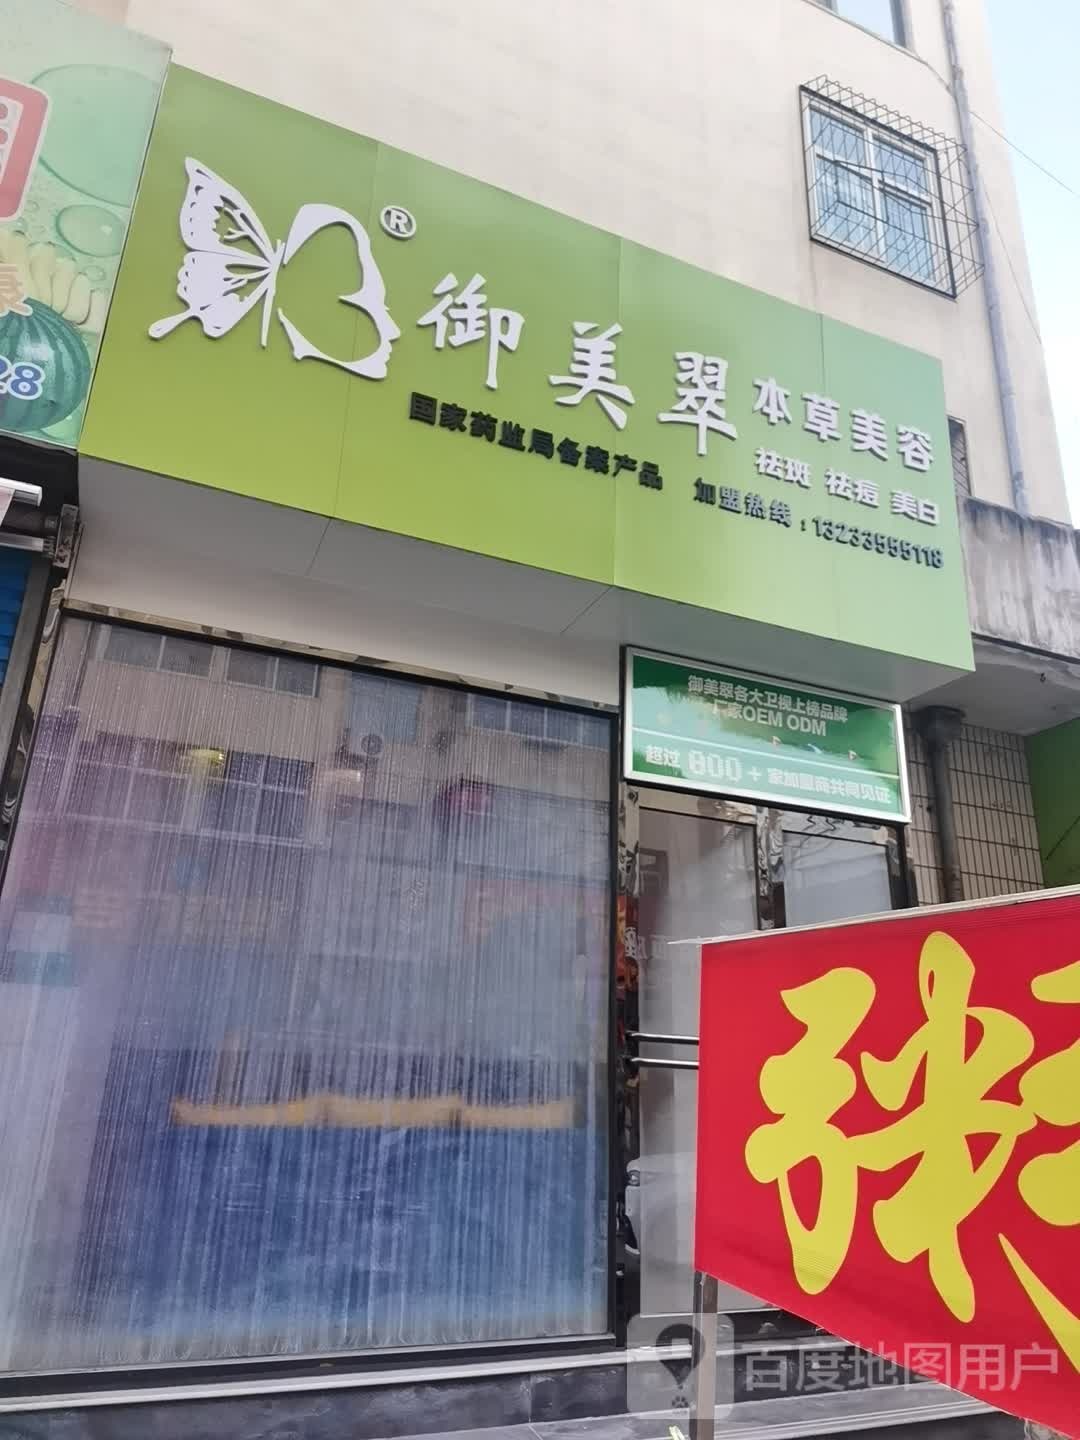 ®
御美翠
本草美容
祛斑 祛痘 美白
国家药监局备案产品 加盟热线：13233555118
御美翠各大卫视上榜品牌
厂家OEM ODM
超过 800+ 家加盟商共同见证
28
张
百度地图用户